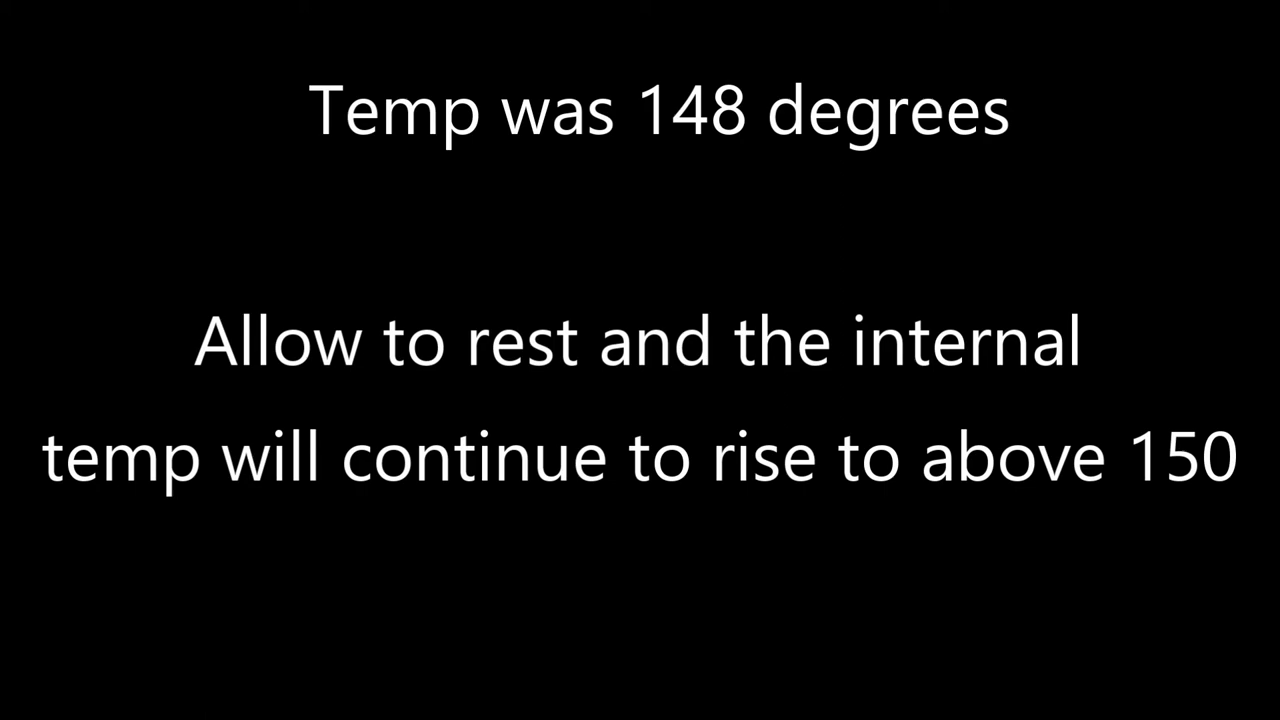 Temp was 148 degrees
Allow to rest and the internal
temp will continue to rise to above 150